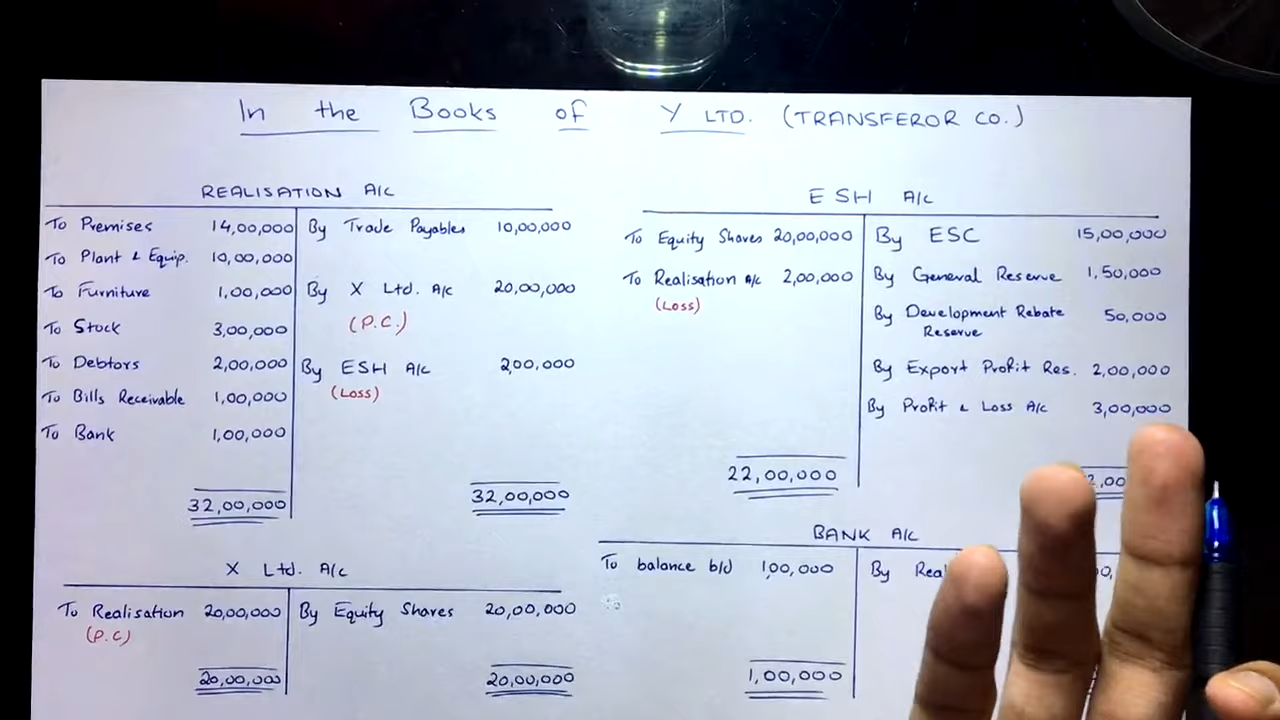 In the Books of Y LTD. (TRANSFEROR CO.)
REALISATION A/C
To Premises 14,00,000 By Trade Payables 10,00,000
To Plant & Equip. 10,00,000
To Furniture 1,00,000 By X Ltd. A/c 20,00,000
(P.C.)
To Stock 3,00,000
To Debtors 2,00,000 By ESH A/c 2,00,000
(Loss)
To Bills Receivable 1,00,000
To Bank 1,00,000
32,00,000 32,00,000
ESH A/C
To Equity Shares 20,00,000 By ESC 15,00,000
To Realisation A/c 2,00,000 By General Reserve 1,50,000
(Loss)
By Development Rebate
Reserve 50,000
By Export Profit Res. 2,00,000
By Profit & Loss A/c 3,00,000
22,00,000
X Ltd. A/C
To Realisation 20,00,000 By Equity Shares 20,00,000
(P.C)
20,00,000 20,00,000
BANK A/C
To balance b/d 1,00,000 By
1,00,000